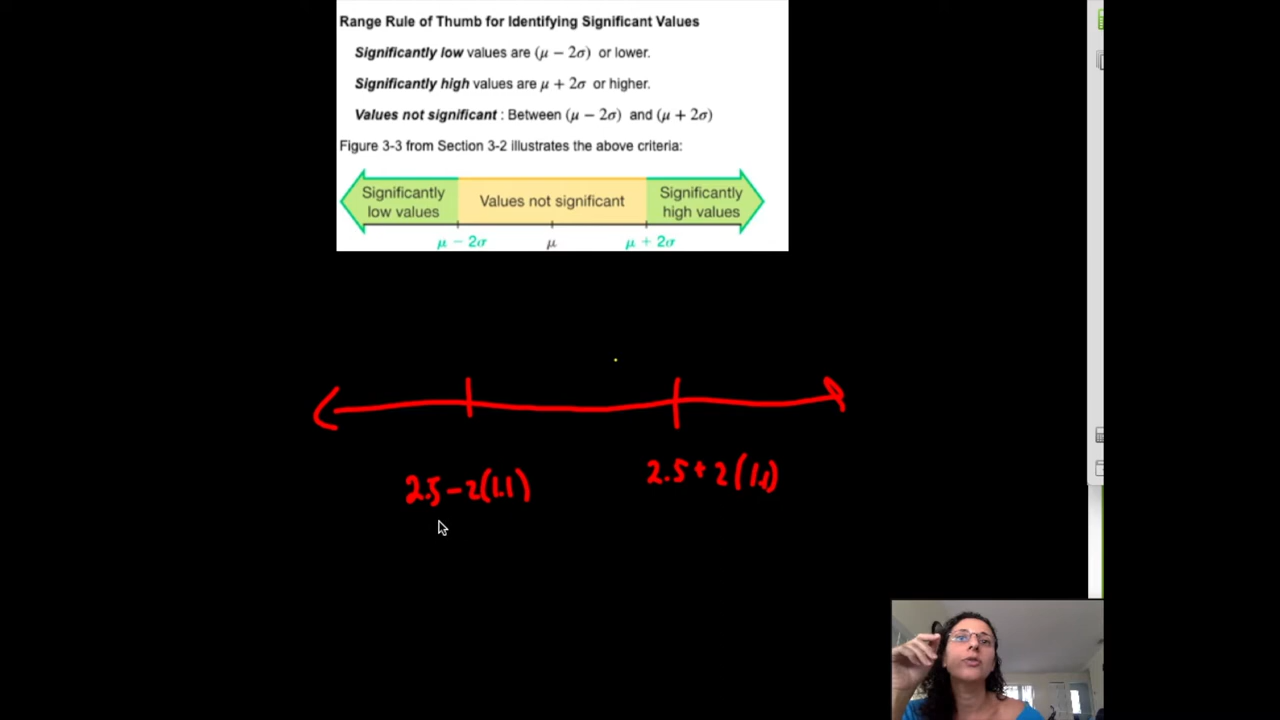 Range Rule of Thumb for Identifying Significant Values
Significantly low values are (μ − 2σ) or lower.
Significantly high values are μ + 2σ or higher.
Values not significant : Between (μ − 2σ) and (μ + 2σ)
Figure 3-3 from Section 3-2 illustrates the above criteria:
Significantly
low values
Values not significant
Significantly
high values
μ − 2σ
μ
μ + 2σ
2.5 - 2(1.1)
2.5 + 2(1.1)